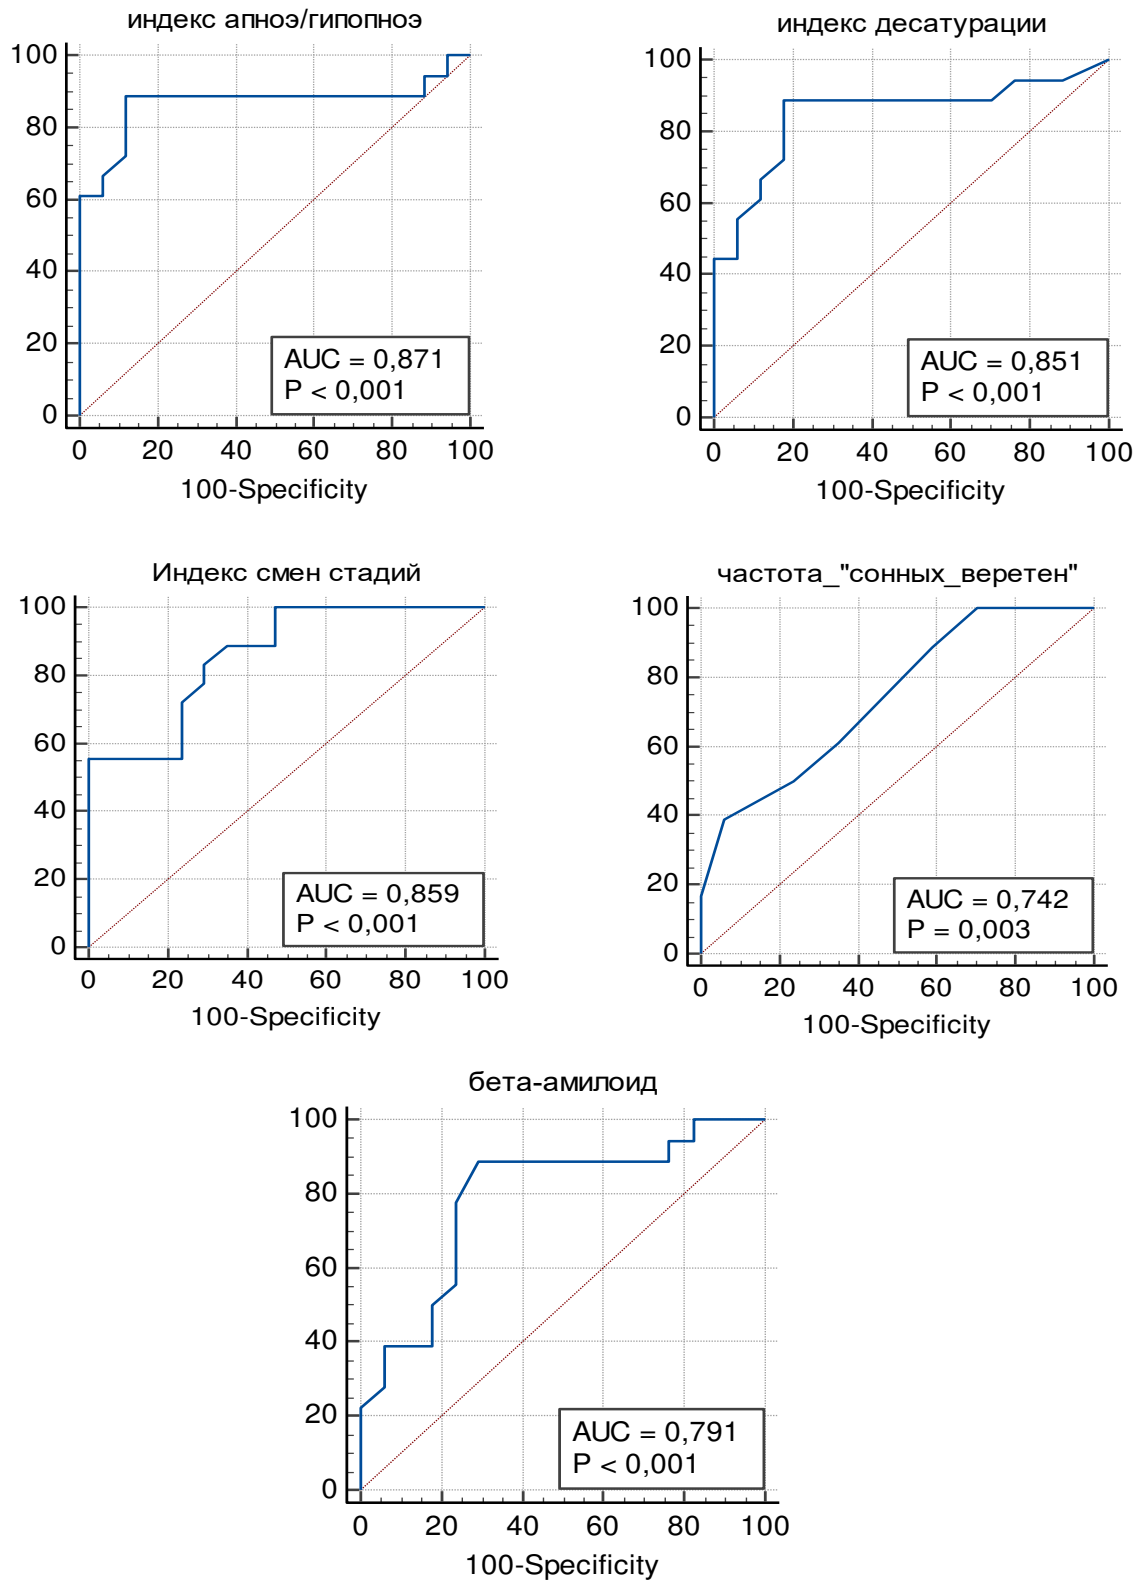 индекс апноэ/гипопноэ
100
80
60
40
20
0
AUC = 0,871
P < 0,001
0 20 40 60 80 100
100-Specificity
индекс десатурации
100
80
60
40
20
0
AUC = 0,851
P < 0,001
0 20 40 60 80 100
100-Specificity
Индекс смен стадий
100
80
60
40
20
0
AUC = 0,859
P < 0,001
0 20 40 60 80 100
100-Specificity
частота_"сонных_веретен"
100
80
60
40
20
0
AUC = 0,742
P = 0,003
0 20 40 60 80 100
100-Specificity
бета-амилоид
100
80
60
40
20
0
AUC = 0,791
P < 0,001
0 20 40 60 80 100
100-Specificity